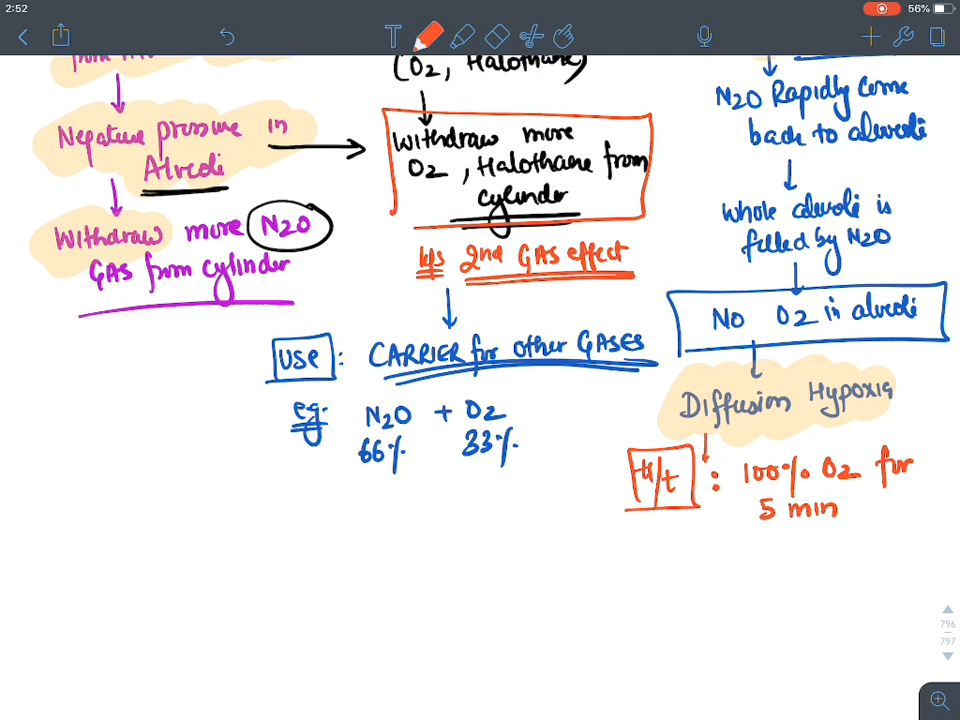 2:52
56%
T
(O2, Halothane)
Negature pressure in
Alveoli
Withdraw more N2O
GAS from cylinder
Withdraw more
O2, Halothane from
cylinder
k/s 2nd GAS effect
USE : CARRIER for other GASES
eg: N2O + O2
66% 33%
N2O Rapidly come
back to alveoli
Whole alveoli is
filled by N2O
NO O2 in alveoli
Diffusion Hypoxia
: 100% O2 for
5 min
796
797